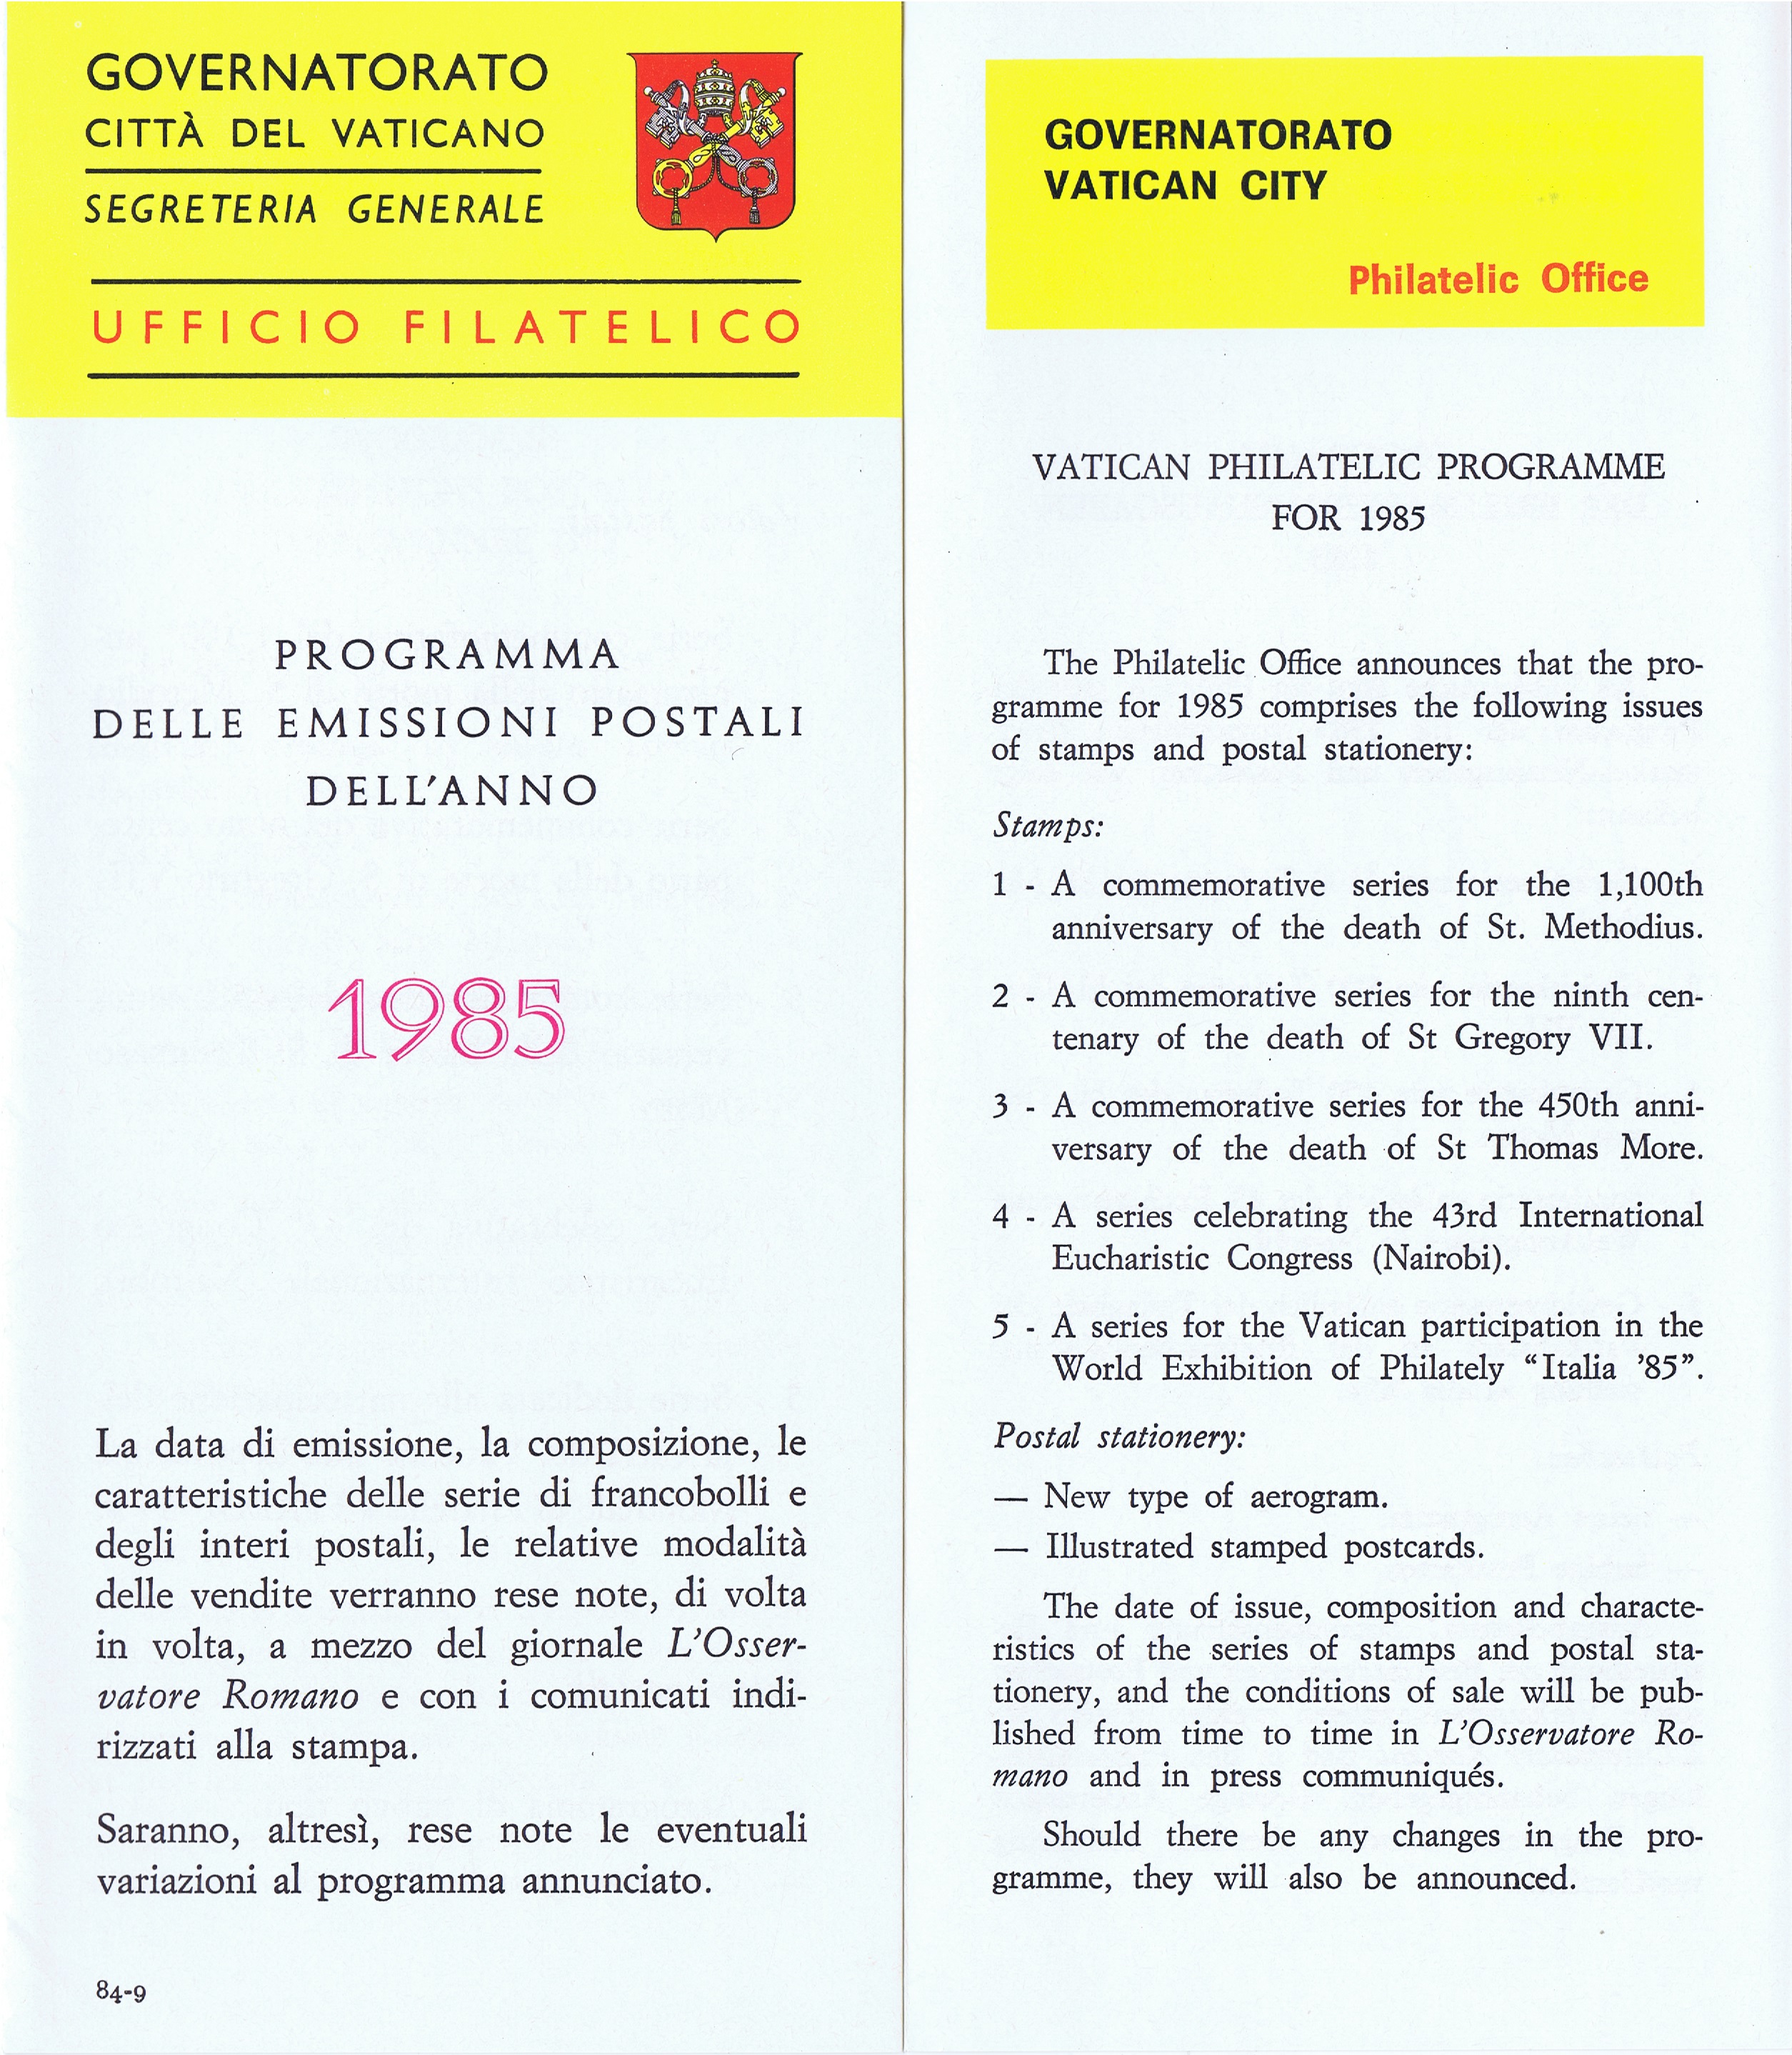 GOVERNATORATO
CITTÀ DEL VATICANO
SEGRETERIA GENERALE
UFFICIO FILATELICO
PROGRAMMA
DELLE EMISSIONI POSTALI
DELL'ANNO
1985
La data di emissione, la composizione, le
caratteristiche delle serie di francobolli e
degli interi postali, le relative modalità
delle vendite verranno rese note, di volta
in volta, a mezzo del giornale L'Osser-
vatore Romano e con i comunicati indi-
rizzati alla stampa.
Saranno, altresì, rese note le eventuali
variazioni al programma annunciato.
84-9
GOVERNATORATO
VATICAN CITY
Philatelic Office
VATICAN PHILATELIC PROGRAMME
FOR 1985
The Philatelic Office announces that the pro-
gramme for 1985 comprises the following issues
of stamps and postal stationery:
Stamps:
1 - A commemorative series for the 1,100th
anniversary of the death of St. Methodius.
2 - A commemorative series for the ninth cen-
tenary of the death of St Gregory VII.
3 - A commemorative series for the 450th anni-
versary of the death of St Thomas More.
4 - A series celebrating the 43rd International
Eucharistic Congress (Nairobi).
5 - A series for the Vatican participation in the
World Exhibition of Philately “Italia ’85”.
Postal stationery:
— New type of aerogram.
— Illustrated stamped postcards.
The date of issue, composition and characte-
ristics of the series of stamps and postal sta-
tionery, and the conditions of sale will be pub-
lished from time to time in L'Osservatore Ro-
mano and in press communiqués.
Should there be any changes in the pro-
gramme, they will also be announced.